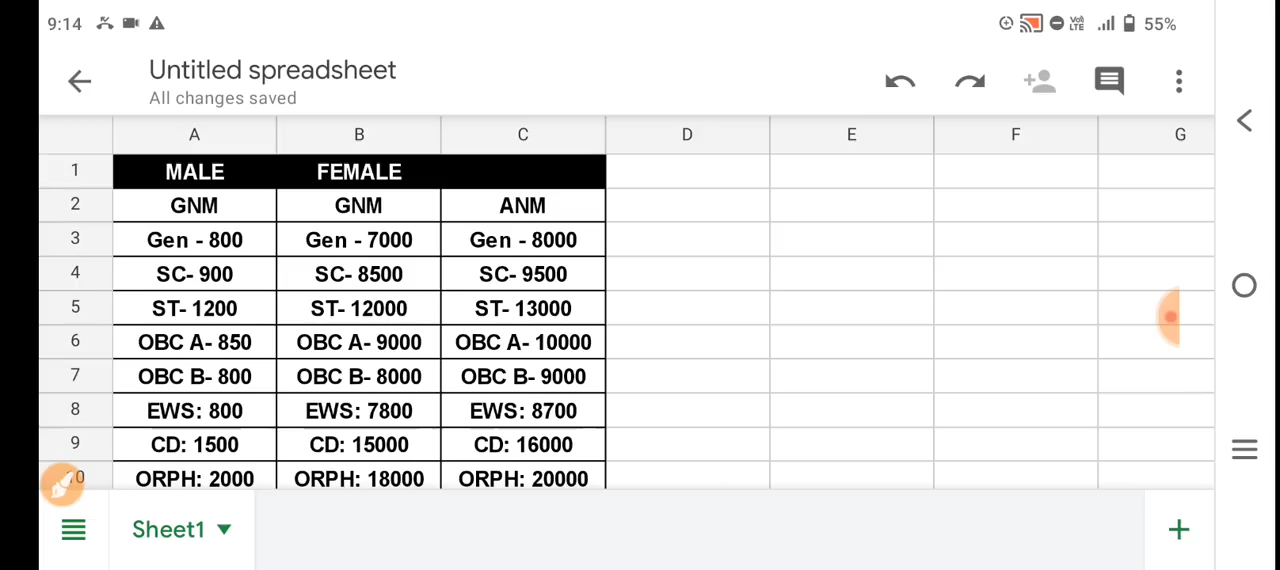 9:14 Vo) LTE 55%
Untitled spreadsheet
All changes saved
A B C D E F G
1 MALE FEMALE
2 GNM GNM ANM
3 Gen - 800 Gen - 7000 Gen - 8000
4 SC- 900 SC- 8500 SC- 9500
5 ST- 1200 ST- 12000 ST- 13000
6 OBC A- 850 OBC A- 9000 OBC A- 10000
7 OBC B- 800 OBC B- 8000 OBC B- 9000
8 EWS: 800 EWS: 7800 EWS: 8700
9 CD: 1500 CD: 15000 CD: 16000
10 ORPH: 2000 ORPH: 18000 ORPH: 20000
Sheet1